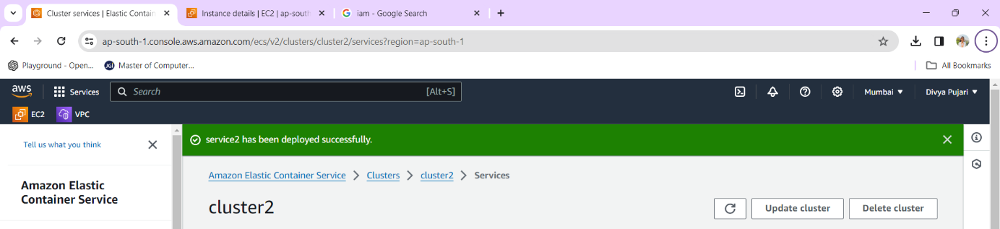 Cluster services | Elastic Contain
Instance details | EC2 | ap-south
iam - Google Search
ap-south-1.console.aws.amazon.com/ecs/v2/clusters/cluster2/services?region=ap-south-1
Playground - Open...
JGI Master of Computer...
All Bookmarks
aws
Services
Search
[Alt+S]
Mumbai
Divya Pujari
EC2
VPC
Tell us what you think
service2 has been deployed successfully.
Amazon Elastic
Container Service
Amazon Elastic Container Service > Clusters > cluster2 > Services
cluster2
Update cluster
Delete cluster